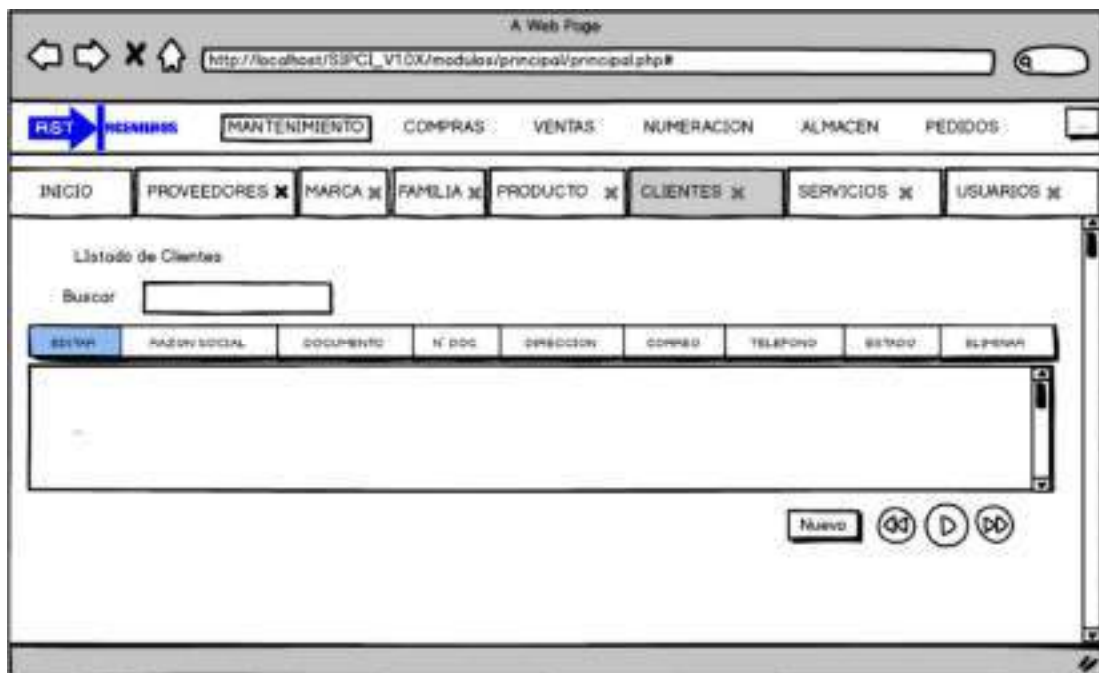 A Web Page
http://localhost/SIPCI_V10X/modulos/principal/principal.php#
RST INGENIEROS MANTENIMIENTO COMPRAS VENTAS NUMERACION ALMACEN PEDIDOS ...
INICIO PROVEEDORES X MARCA X FAMILIA X PRODUCTO X CLIENTES X SERVICIOS X USUARIOS X
Listado de Clientes
Buscar
EDITAR RAZON SOCIAL DOCUMENTO N° DOC DIRECCION CORREO TELEFONO ESTADO ELIMINAR
Nuevo